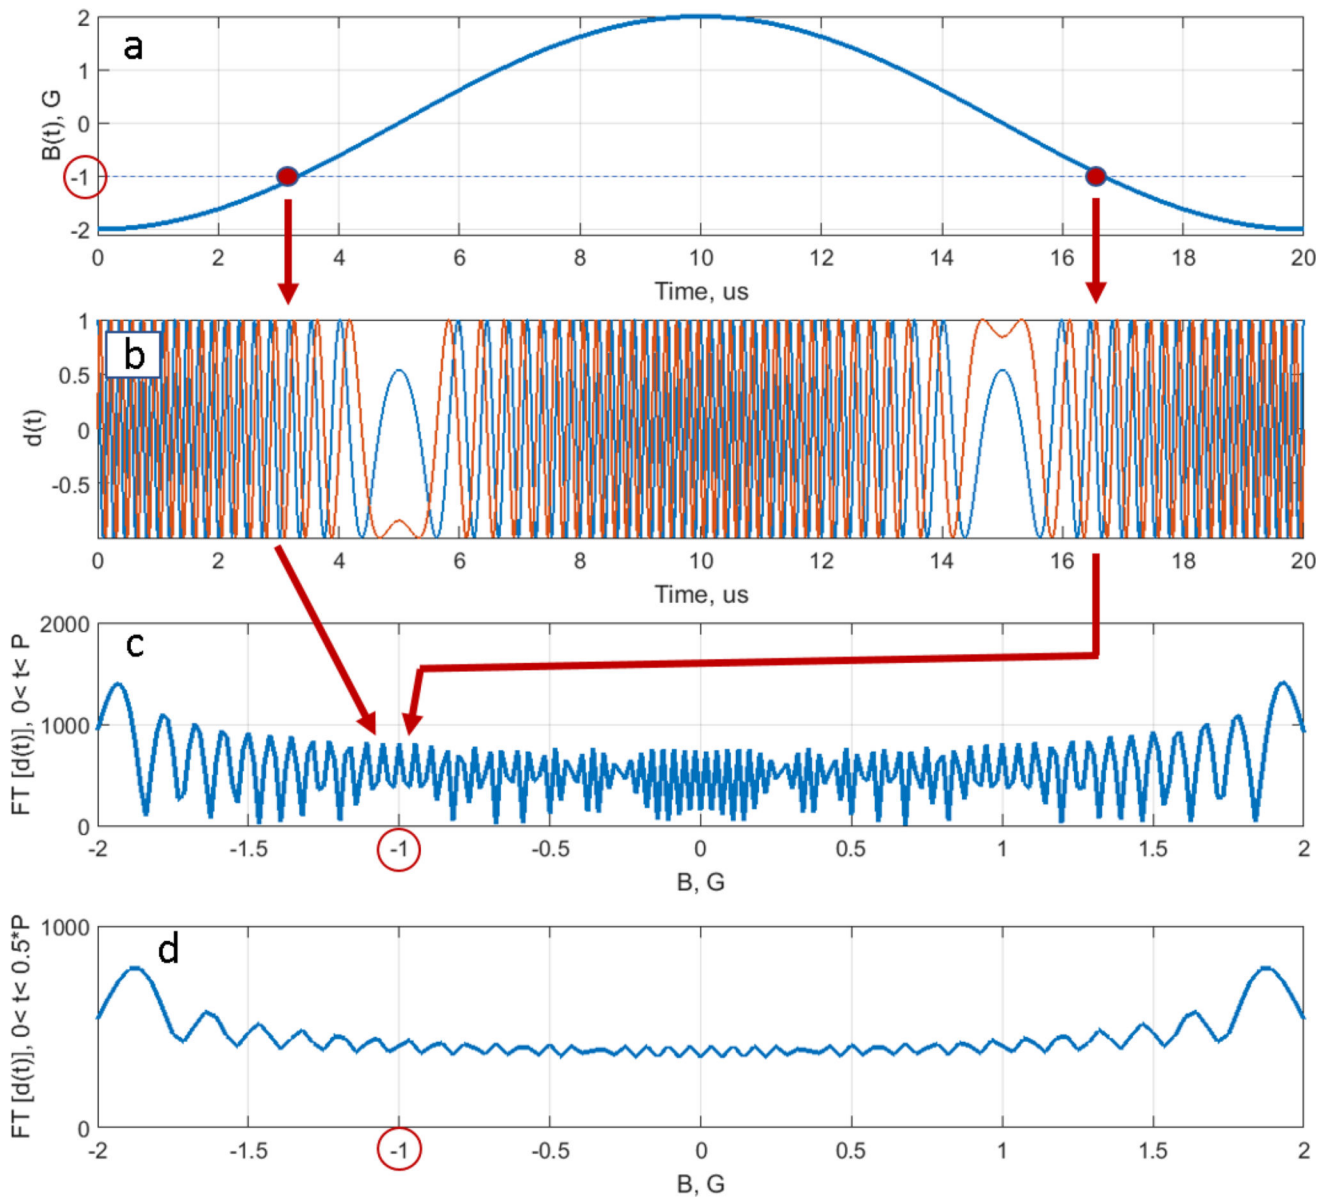 a
B(t), G
2
1
0
-1
-2
0 2 4 6 8 10 12 14 16 18 20
Time, us
b
d(t)
1
0.5
0
-0.5
0 2 4 6 8 10 12 14 16 18 20
Time, us
c
FT [d(t)], 0< t< P
2000
1000
0
-2 -1.5 -1 -0.5 0 0.5 1 1.5 2
B, G
d
FT [d(t)], 0< t< 0.5*P
1000
0
-2 -1.5 -1 -0.5 0 0.5 1 1.5 2
B, G